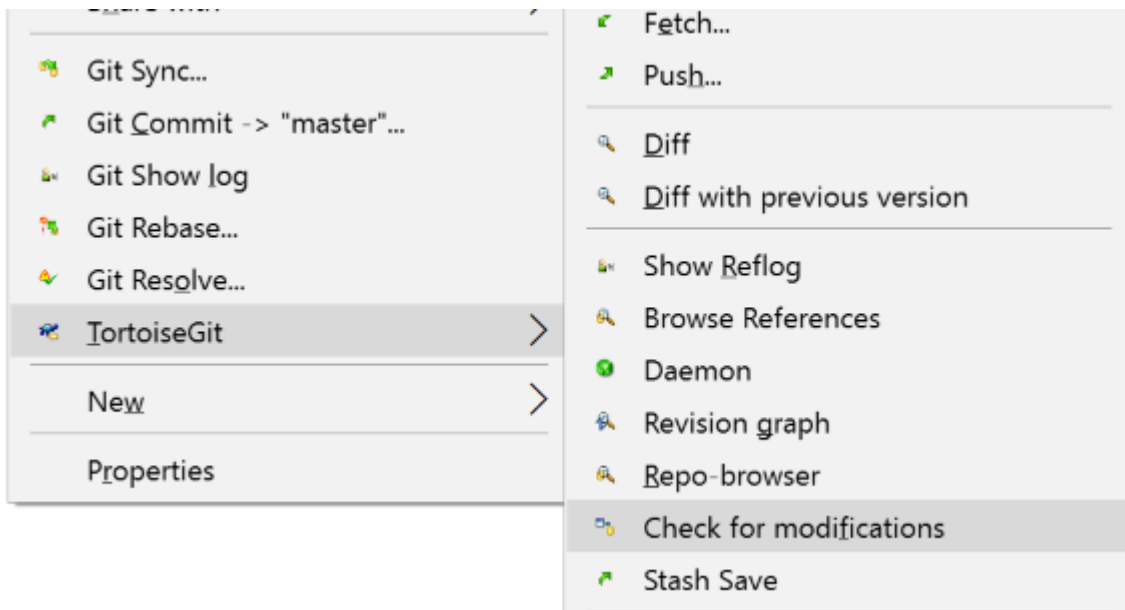 Git Sync...
Git Commit -> "master"...
Git Show log
Git Rebase...
Git Resolve...
TortoiseGit
New
Properties
Fetch...
Push...
Diff
Diff with previous version
Show Reflog
Browse References
Daemon
Revision graph
Repo-browser
Check for modifications
Stash Save